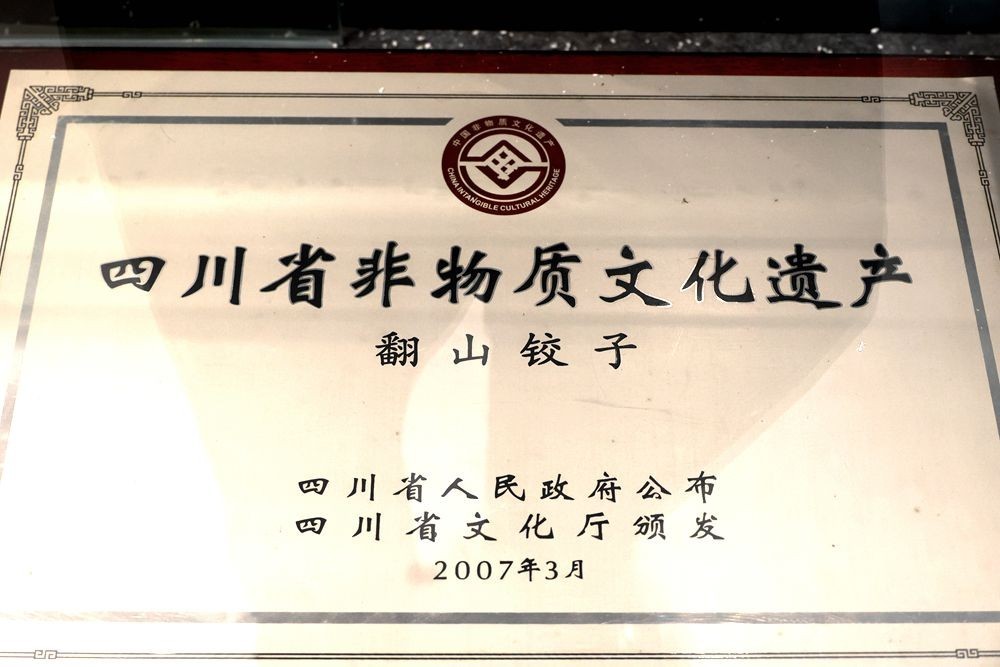 中国非物质文化遗产
CHINA INTANGIBLE CULTURAL HERITAGE
四川省非物质文化遗产
翻山铰子
四川省人民政府公布
四川省文化厅颁发
2007年3月